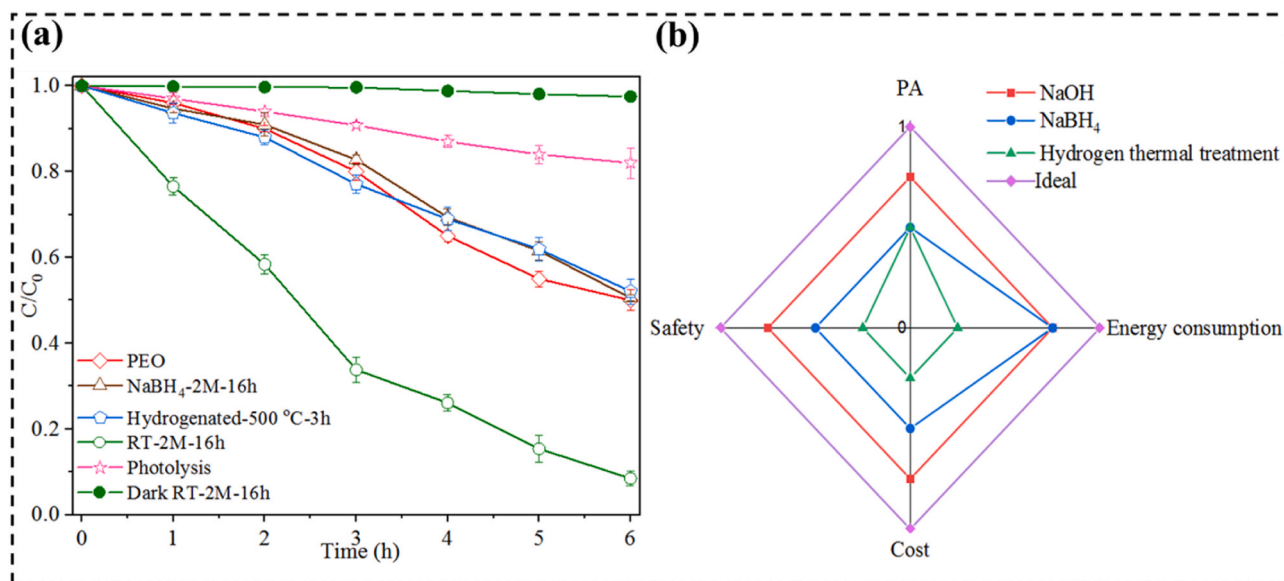 (a)
1.0
0.8
0.6
0.4
0.2
0.0
C/C₀
PEO
NaBH₄-2M-16h
Hydrogenated-500 °C-3h
RT-2M-16h
Photolysis
Dark RT-2M-16h
0 1 2 3 4 5 6
Time (h)
(b)
PA
NaOH
NaBH₄
Hydrogen thermal treatment
Ideal
1
Safety
0
Energy consumption
Cost